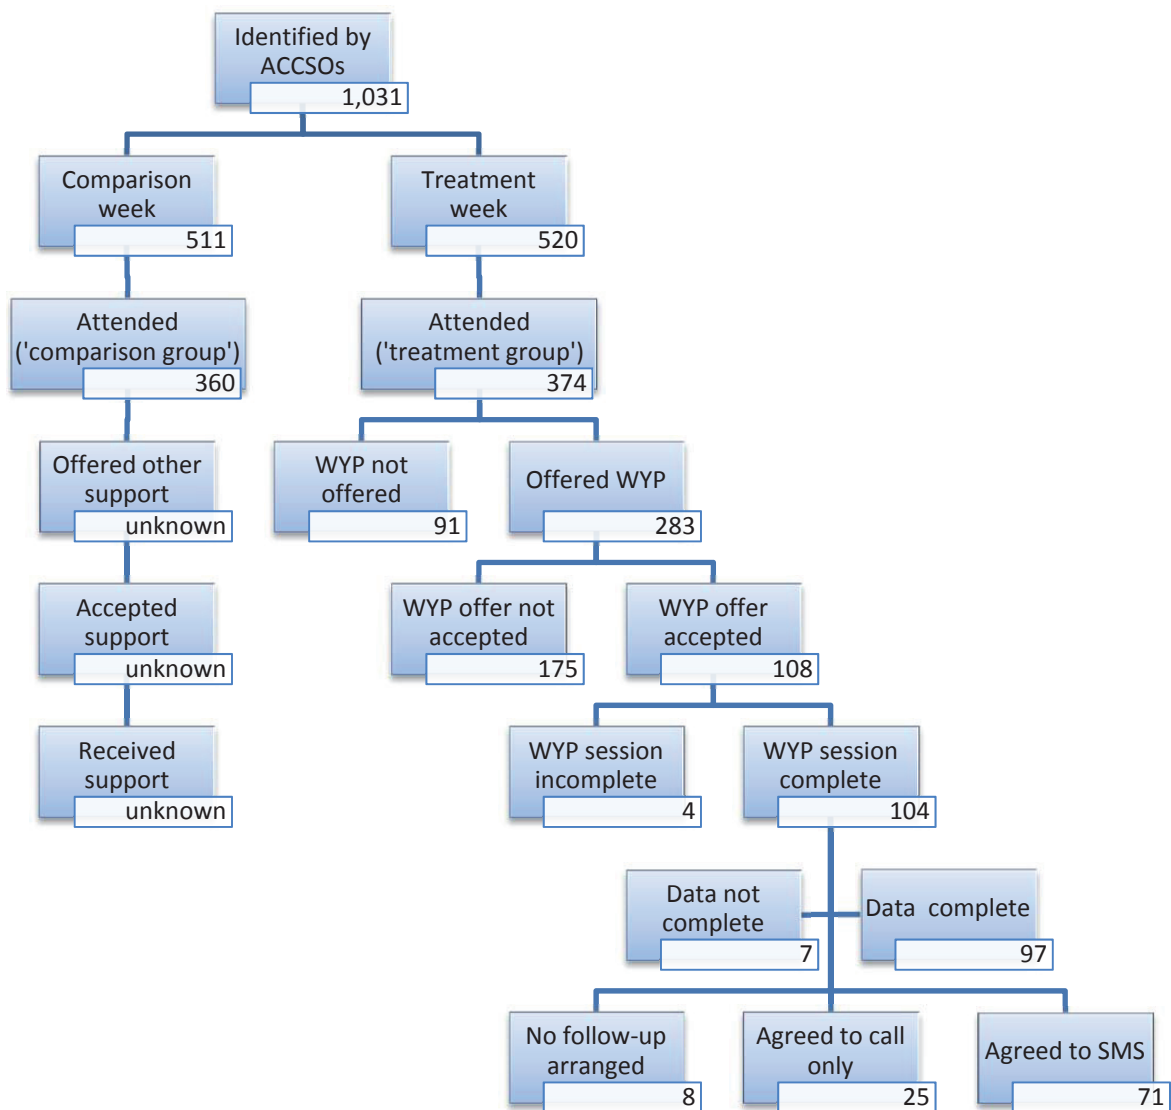 Identified by
ACCSOs
1,031
Comparison
week
511
Treatment
week
520
Attended
('comparison group')
360
Attended
('treatment group')
374
Offered other
support
unknown
WYP not
offered
91
Offered WYP
283
Accepted
support
unknown
WYP offer not
accepted
175
WYP offer
accepted
108
Received
support
unknown
WYP session
incomplete
4
WYP session
complete
104
Data not
complete
7
Data complete
97
No follow-up
arranged
8
Agreed to call
only
25
Agreed to SMS
71